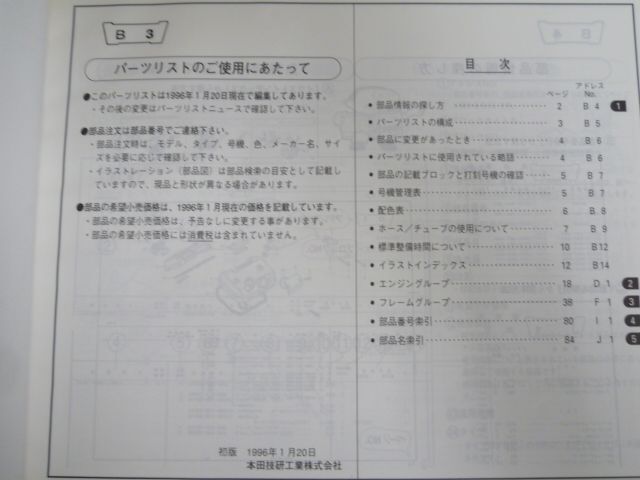 B 3
パーツリストのご使用にあたって
●このパーツリストは1996年1月20日現在で編集してあります。
・その後の変更はパーツリストニュースで確認して下さい。
●部品注文は部品番号でご連絡下さい。
・部品注文時は、モデル、タイプ、号機、色、メーカー名、サイ
ズを必要に応じて確認して下さい。
・イラストレーション（部品図）は部品検索の目安として記載し
ていますので、現品と形状が異なる場合があります。
●部品の希望小売価格は、1996年1月現在の価格を記載しています。
・部品の希望小売価格は、予告なしに変更する事があります。
・部品の希望小売価格には消費税は含まれていません。
初版 1996年1月20日
本田技研工業株式会社
目 次
ページ アドレスNo.
● 部品情報の探し方 2 B 4 1
● パーツリストの構成 3 B 5
● 部品に変更があったとき 4 B 6
● パーツリストに使用されている略語 4 B 6
● 部品の記載ブロックと打刻号機の確認 5 B 7
● 号機管理表 5 B 7
● 配色表 6 B 8
● ホース／チューブの使用について 7 B 9
● 標準整備時間について 10 B12
● イラストインデックス 12 B14
● エンジングループ 18 D 1 2
● フレームグループ 38 F 1 3
● 部品番号索引 80 I 1 4
● 部品名索引 84 J 1 5